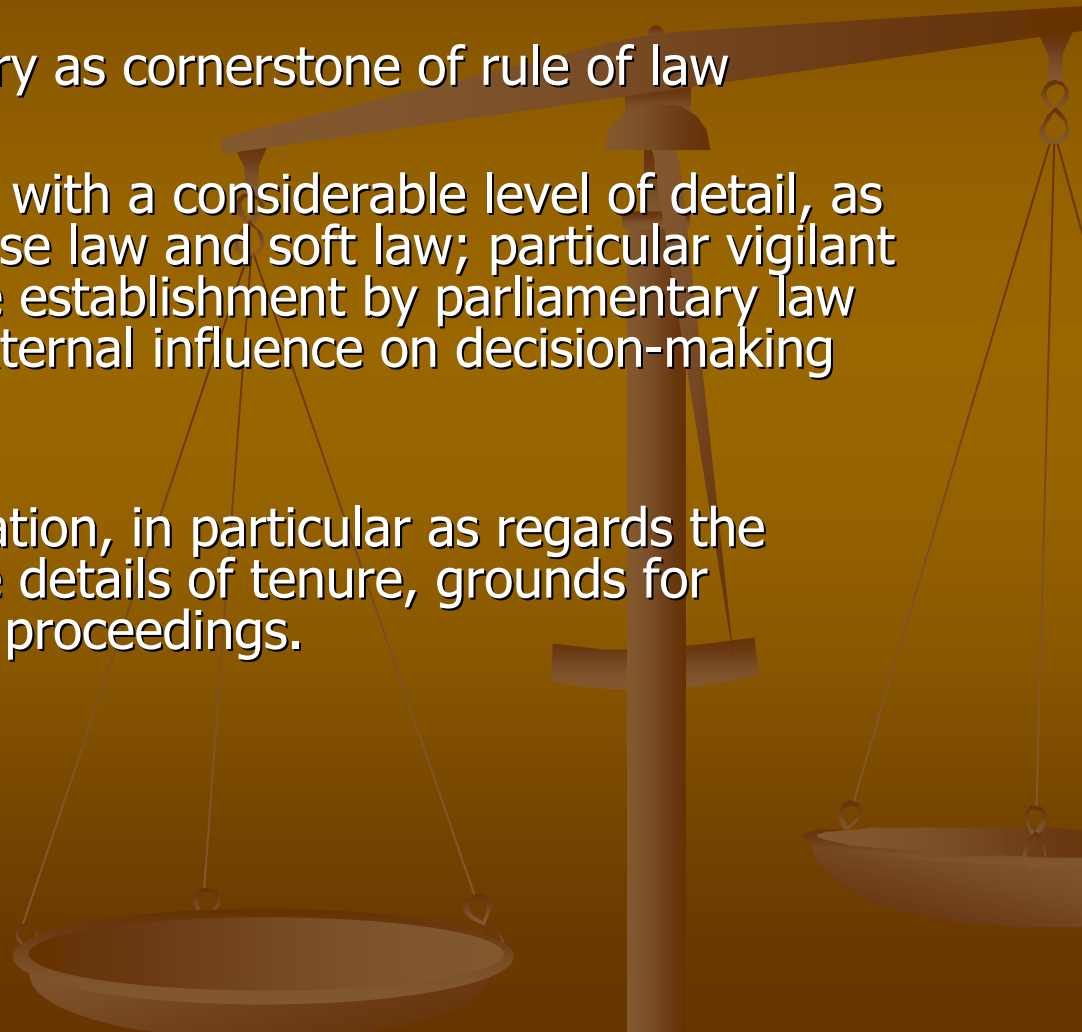 ry as cornerstone of rule of law
with a considerable level of detail, as
se law and soft law; particular vigilant
establishment by parliamentary law
ternal influence on decision-making
ation, in particular as regards the
details of tenure, grounds for
proceedings.